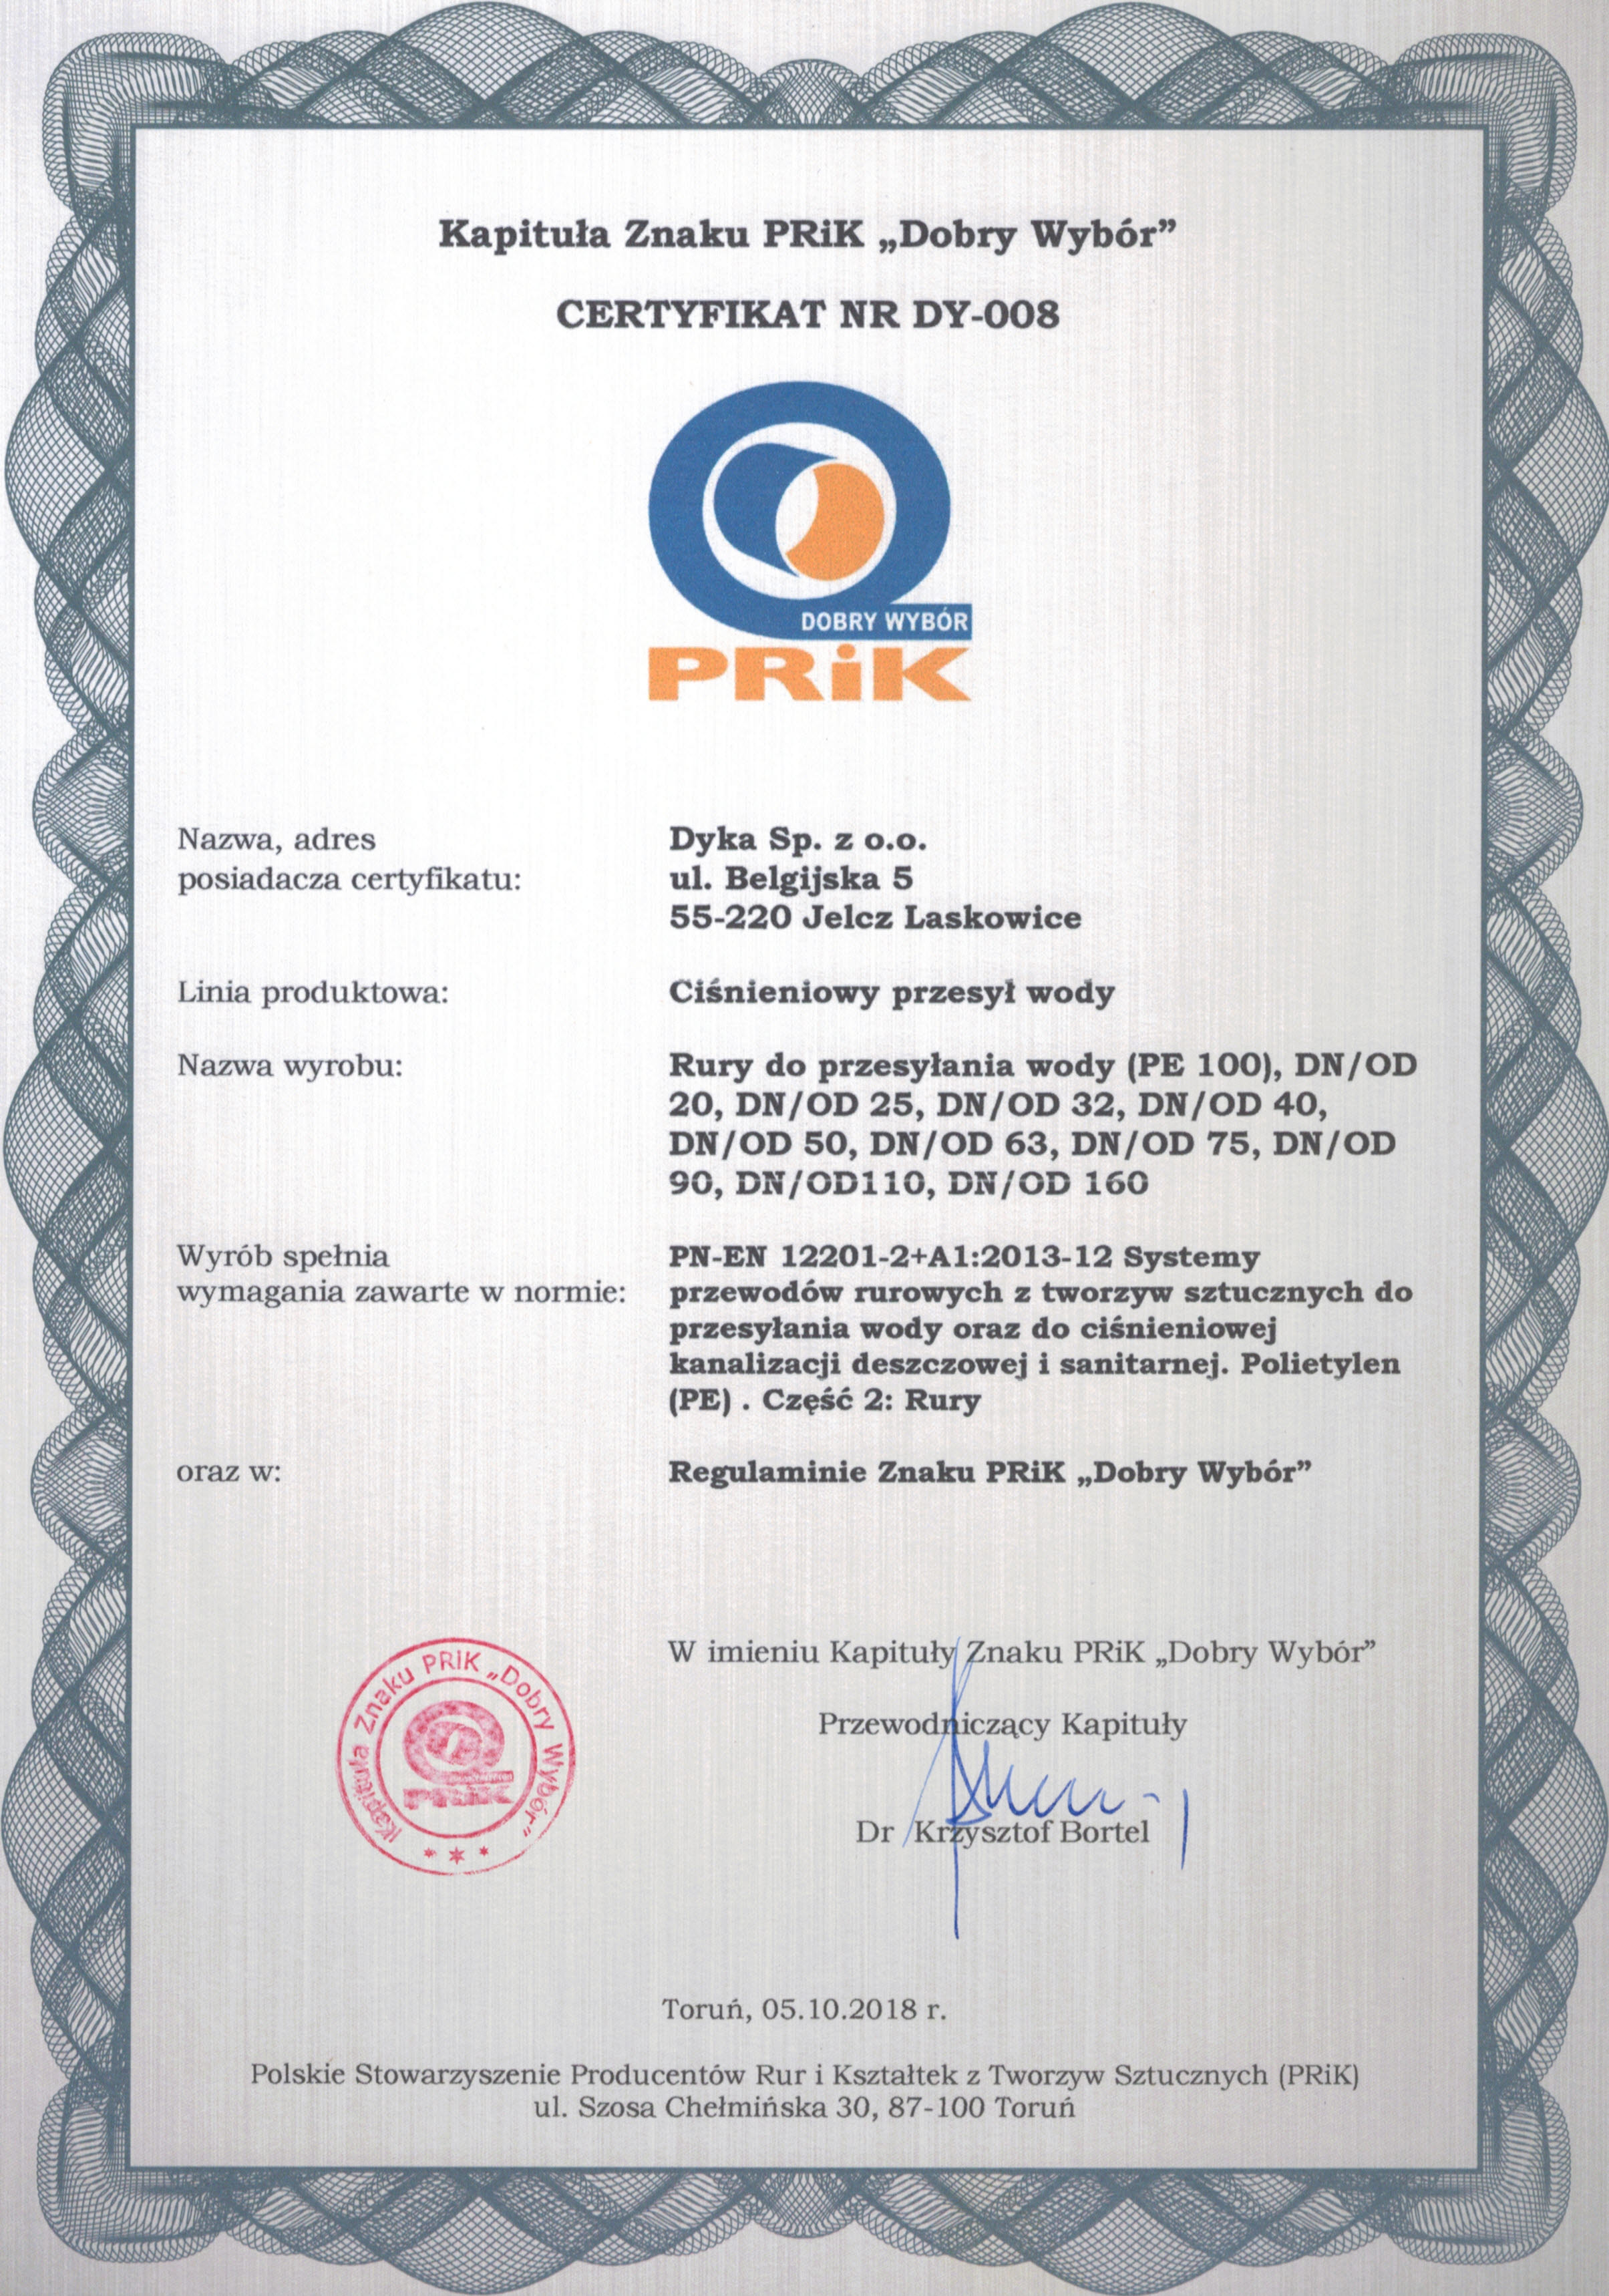 Kapituła Znaku PRiK „Dobry Wybór”
CERTYFIKAT NR DY-008
DOBRY WYBÓR
PRiK
Nazwa, adres
posiadacza certyfikatu:
Dyka Sp. z o.o.
ul. Belgijska 5
55-220 Jelcz Laskowice
Linia produktowa:
Ciśnieniowy przesył wody
Nazwa wyrobu:
Rury do przesyłania wody (PE 100), DN/OD
20, DN/OD 25, DN/OD 32, DN/OD 40,
DN/OD 50, DN/OD 63, DN/OD 75, DN/OD
90, DN/OD110, DN/OD 160
Wyrób spełnia
wymagania zawarte w normie:
PN-EN 12201-2+A1:2013-12 Systemy
przewodów rurowych z tworzyw sztucznych do
przesyłania wody oraz do ciśnieniowej
kanalizacji deszczowej i sanitarnej. Polietylen
(PE) . Część 2: Rury
oraz w:
Regulaminie Znaku PRiK „Dobry Wybór”
Kapituła Znaku PRiK „Dobry Wybór”
PRiK
W imieniu Kapituły Znaku PRiK „Dobry Wybór”
Przewodniczący Kapituły
Dr Krzysztof Bortel
Toruń, 05.10.2018 r.
Polskie Stowarzyszenie Producentów Rur i Kształtek z Tworzyw Sztucznych (PRiK)
ul. Szosa Chełmińska 30, 87-100 Toruń